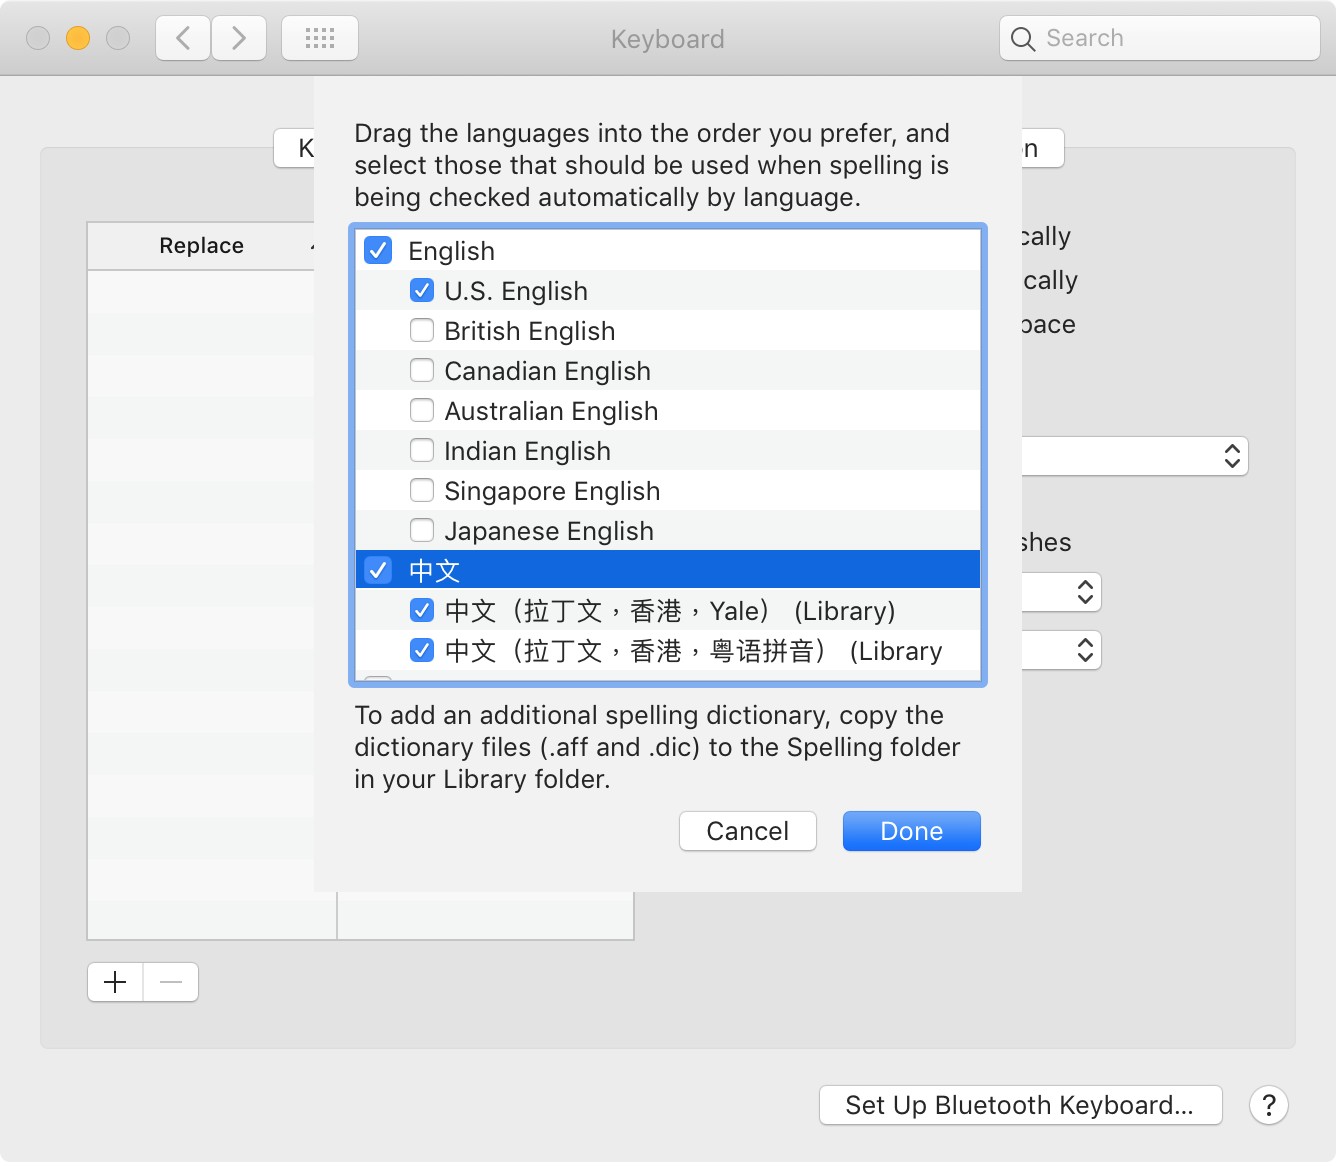 Keyboard
Search
Drag the languages into the order you prefer, and
select those that should be used when spelling is
being checked automatically by language.
Replace
English
U.S. English
British English
Canadian English
Australian English
Indian English
Singapore English
Japanese English
中文
中文（拉丁文，香港，Yale） (Library)
中文（拉丁文，香港，粤语拼音） (Library
To add an additional spelling dictionary, copy the
dictionary files (.aff and .dic) to the Spelling folder
in your Library folder.
Cancel
Done
Set Up Bluetooth Keyboard...
?